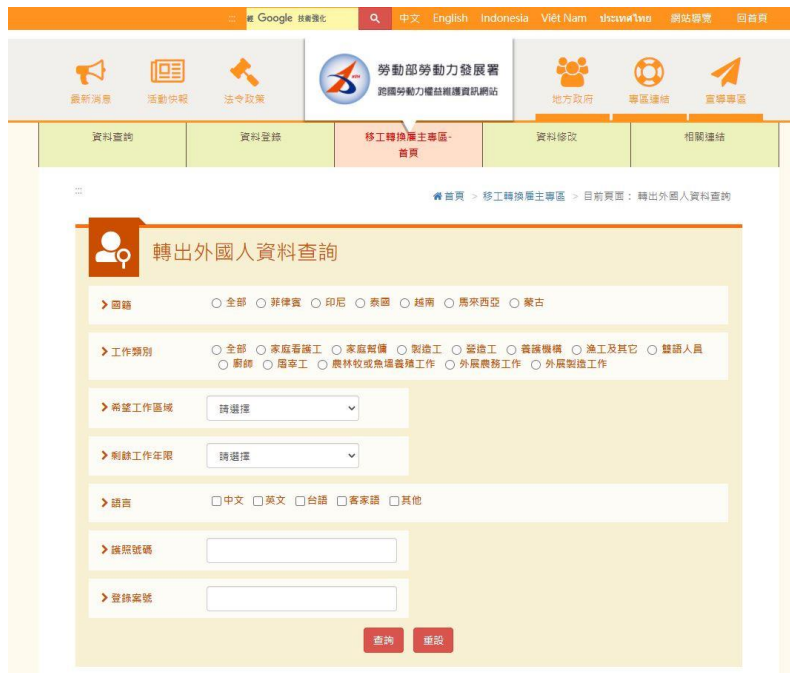 ::: Google 技術強化 中文 English Indonesia Việt Nam ประเทศไทย 網站導覽 回首頁
最新消息 活動快報 法令政策
勞動部勞動力發展署
跨國勞動力權益維護資訊網站
地方政府 專區連結 宣導專區
資料查詢 資料登錄 移工轉換雇主專區-
首頁 資料修改 相關連結
:::
首頁 > 移工轉換雇主專區 > 目前頁面： 轉出外國人資料查詢
轉出外國人資料查詢
國籍 全部 菲律賓 印尼 泰國 越南 馬來西亞 蒙古
工作類別 全部 家庭看護工 家庭幫傭 製造工 營造工 養護機構 漁工及其它 雙語人員
廚師 屠宰工 農林牧或魚塭養殖工作 外展農務工作 外展製造工作
希望工作區域 請選擇
剩餘工作年限 請選擇
語言 中文 英文 台語 客家語 其他
護照號碼
登錄案號
查詢 重設